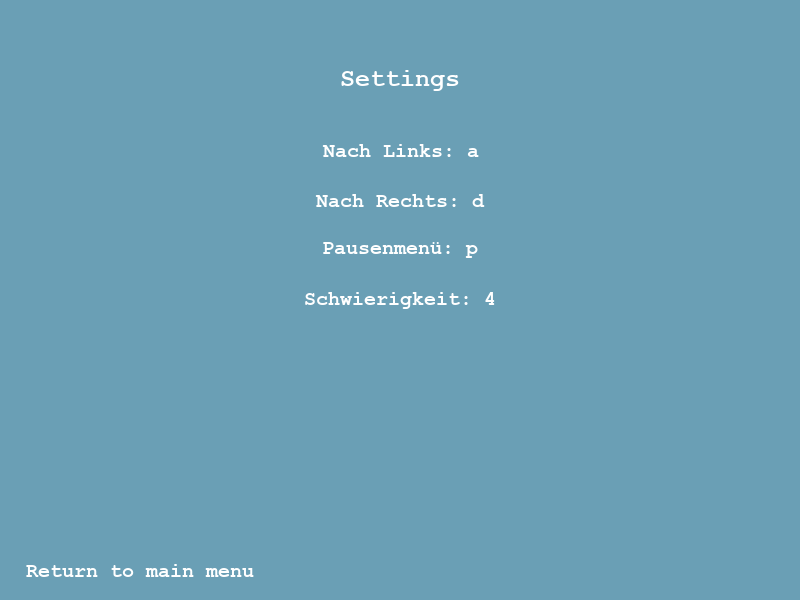 Settings
Nach Links: a
Nach Rechts: d
Pausenmenü: p
Schwierigkeit: 4
Return to main menu